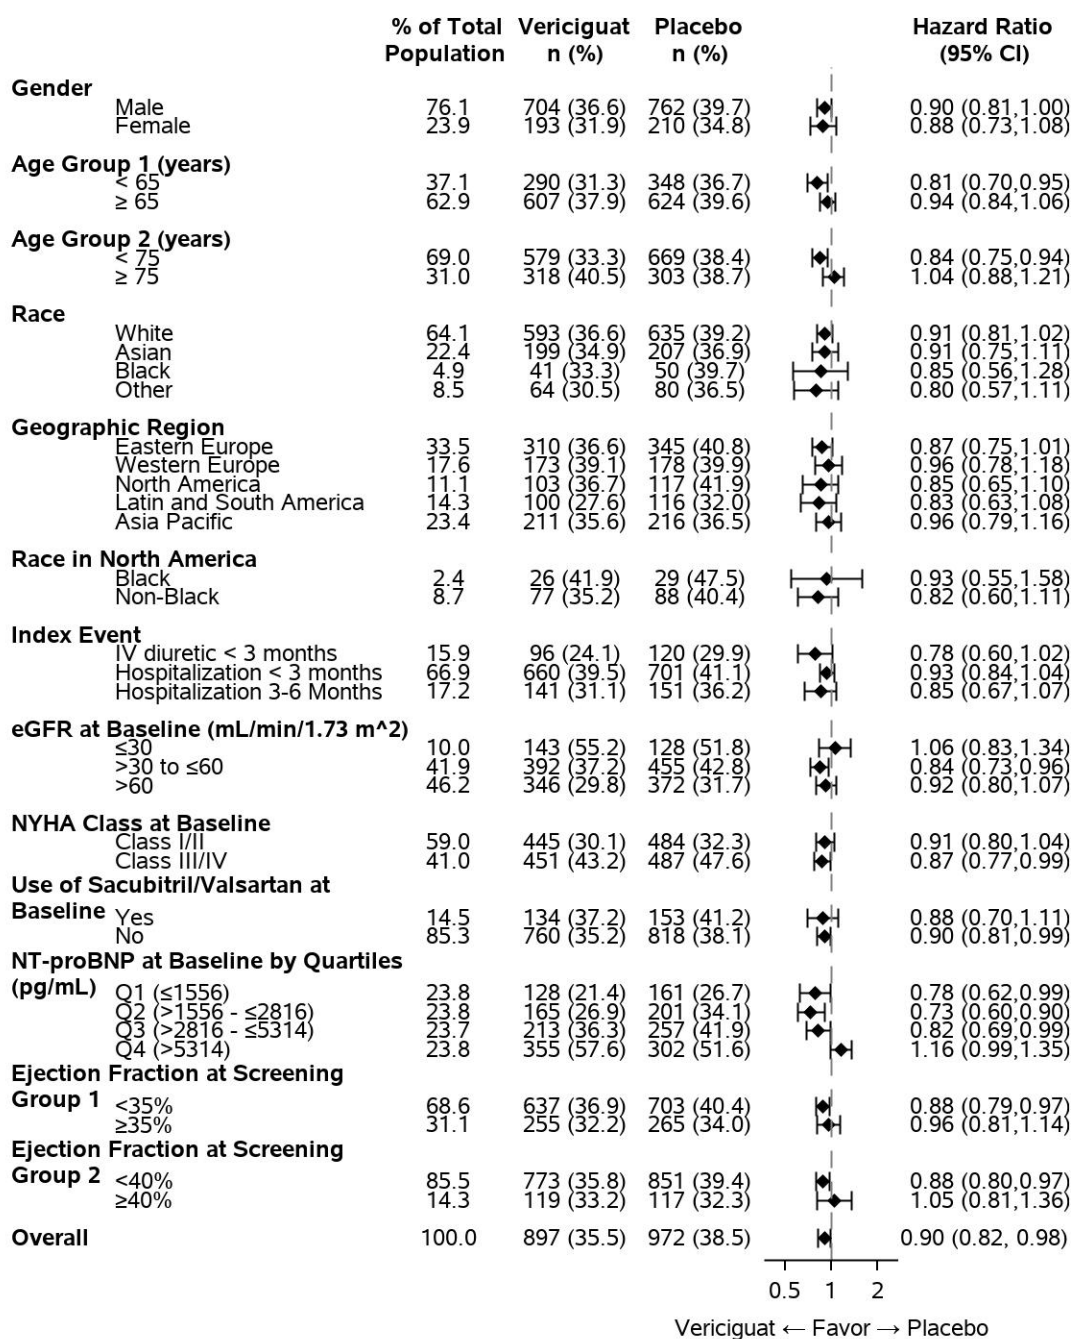 % of Total Vericiguat Placebo Hazard Ratio
Population n (%) n (%) (95% CI)
Gender
Male 76.1 704 (36.6) 762 (39.7) 0.90 (0.81,1.00)
Female 23.9 193 (31.9) 210 (34.8) 0.88 (0.73,1.08)
Age Group 1 (years)
< 65 37.1 290 (31.3) 348 (36.7) 0.81 (0.70,0.95)
≥ 65 62.9 607 (37.9) 624 (39.6) 0.94 (0.84,1.06)
Age Group 2 (years)
< 75 69.0 579 (33.3) 669 (38.4) 0.84 (0.75,0.94)
≥ 75 31.0 318 (40.5) 303 (38.7) 1.04 (0.88,1.21)
Race
White 64.1 593 (36.6) 635 (39.2) 0.91 (0.81,1.02)
Asian 22.4 199 (34.9) 207 (36.9) 0.91 (0.75,1.11)
Black 4.9 41 (33.3) 50 (39.7) 0.85 (0.56,1.28)
Other 8.5 64 (30.5) 80 (36.5) 0.80 (0.57,1.11)
Geographic Region
Eastern Europe 33.5 310 (36.6) 345 (40.8) 0.87 (0.75,1.01)
Western Europe 17.6 173 (39.1) 178 (39.9) 0.96 (0.78,1.18)
North America 11.1 103 (36.7) 117 (41.9) 0.85 (0.65,1.10)
Latin and South America 14.3 100 (27.6) 116 (32.0) 0.83 (0.63,1.08)
Asia Pacific 23.4 211 (35.6) 216 (36.5) 0.96 (0.79,1.16)
Race in North America
Black 2.4 26 (41.9) 29 (47.5) 0.93 (0.55,1.58)
Non-Black 8.7 77 (35.2) 88 (40.4) 0.82 (0.60,1.11)
Index Event
IV diuretic < 3 months 15.9 96 (24.1) 120 (29.9) 0.78 (0.60,1.02)
Hospitalization < 3 months 66.9 660 (39.5) 701 (41.1) 0.93 (0.84,1.04)
Hospitalization 3-6 Months 17.2 141 (31.1) 151 (36.2) 0.85 (0.67,1.07)
eGFR at Baseline (mL/min/1.73 m^2)
≤30 10.0 143 (55.2) 128 (51.8) 1.06 (0.83,1.34)
>30 to ≤60 41.9 392 (37.2) 455 (42.8) 0.84 (0.73,0.96)
>60 46.2 346 (29.8) 372 (31.7) 0.92 (0.80,1.07)
NYHA Class at Baseline
Class I/II 59.0 445 (30.1) 484 (32.3) 0.91 (0.80,1.04)
Class III/IV 41.0 451 (43.2) 487 (47.6) 0.87 (0.77,0.99)
Use of Sacubitril/Valsartan at
Baseline
Yes 14.5 134 (37.2) 153 (41.2) 0.88 (0.70,1.11)
No 85.3 760 (35.2) 818 (38.1) 0.90 (0.81,0.99)
NT-proBNP at Baseline by Quartiles
(pg/mL)
Q1 (≤1556) 23.8 128 (21.4) 161 (26.7) 0.78 (0.62,0.99)
Q2 (>1556 - ≤2816) 23.8 165 (26.9) 201 (34.1) 0.73 (0.60,0.90)
Q3 (>2816 - ≤5314) 23.7 213 (36.3) 257 (41.9) 0.82 (0.69,0.99)
Q4 (>5314) 23.8 355 (57.6) 302 (51.6) 1.16 (0.99,1.35)
Ejection Fraction at Screening
Group 1
<35% 68.6 637 (36.9) 703 (40.4) 0.88 (0.79,0.97)
≥35% 31.1 255 (32.2) 265 (34.0) 0.96 (0.81,1.14)
Ejection Fraction at Screening
Group 2
<40% 85.5 773 (35.8) 851 (39.4) 0.88 (0.80,0.97)
≥40% 14.3 119 (33.2) 117 (32.3) 1.05 (0.81,1.36)
Overall 100.0 897 (35.5) 972 (38.5) 0.90 (0.82, 0.98)
0.5 1 2
Vericiguat ← Favor → Placebo